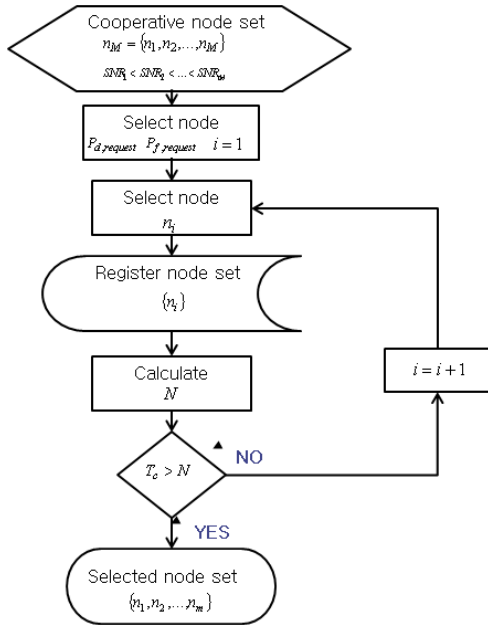 Cooperative node set
n_M = {n_1, n_2, ..., n_M}
SNR_1 < SNR_2 < ... < SNR_M
Select node
P_d,request P_f,request i = 1
Select node
n_i
Register node set
{n_i}
Calculate
N
i = i + 1
T_c > N
NO
YES
Selected node set
{n_1, n_2, ..., n_m}